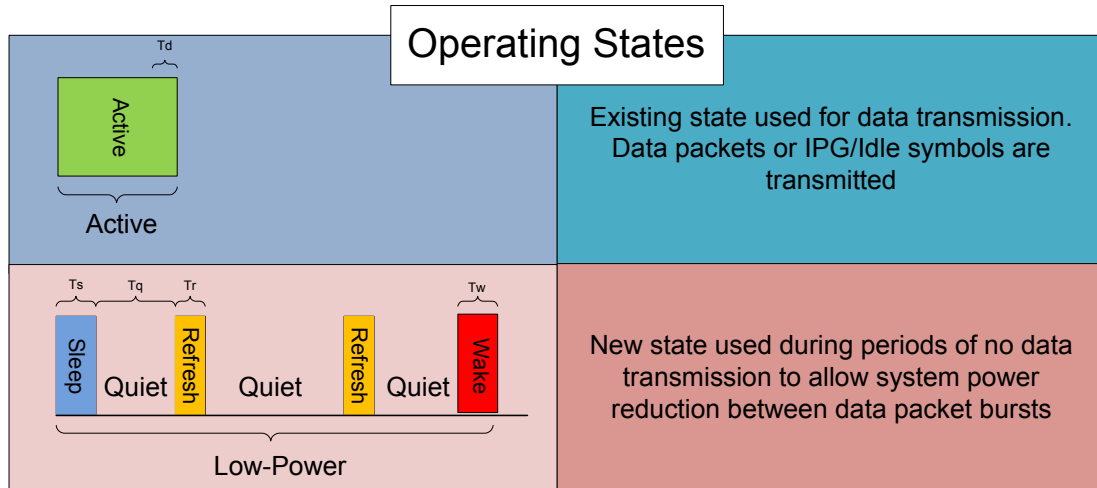 Operating States
Td
Active
Active
Existing state used for data transmission.
Data packets or IPG/Idle symbols are
transmitted
Ts
Tq
Tr
Tw
Sleep
Quiet
Refresh
Quiet
Refresh
Quiet
Wake
Low-Power
New state used during periods of no data
transmission to allow system power
reduction between data packet bursts